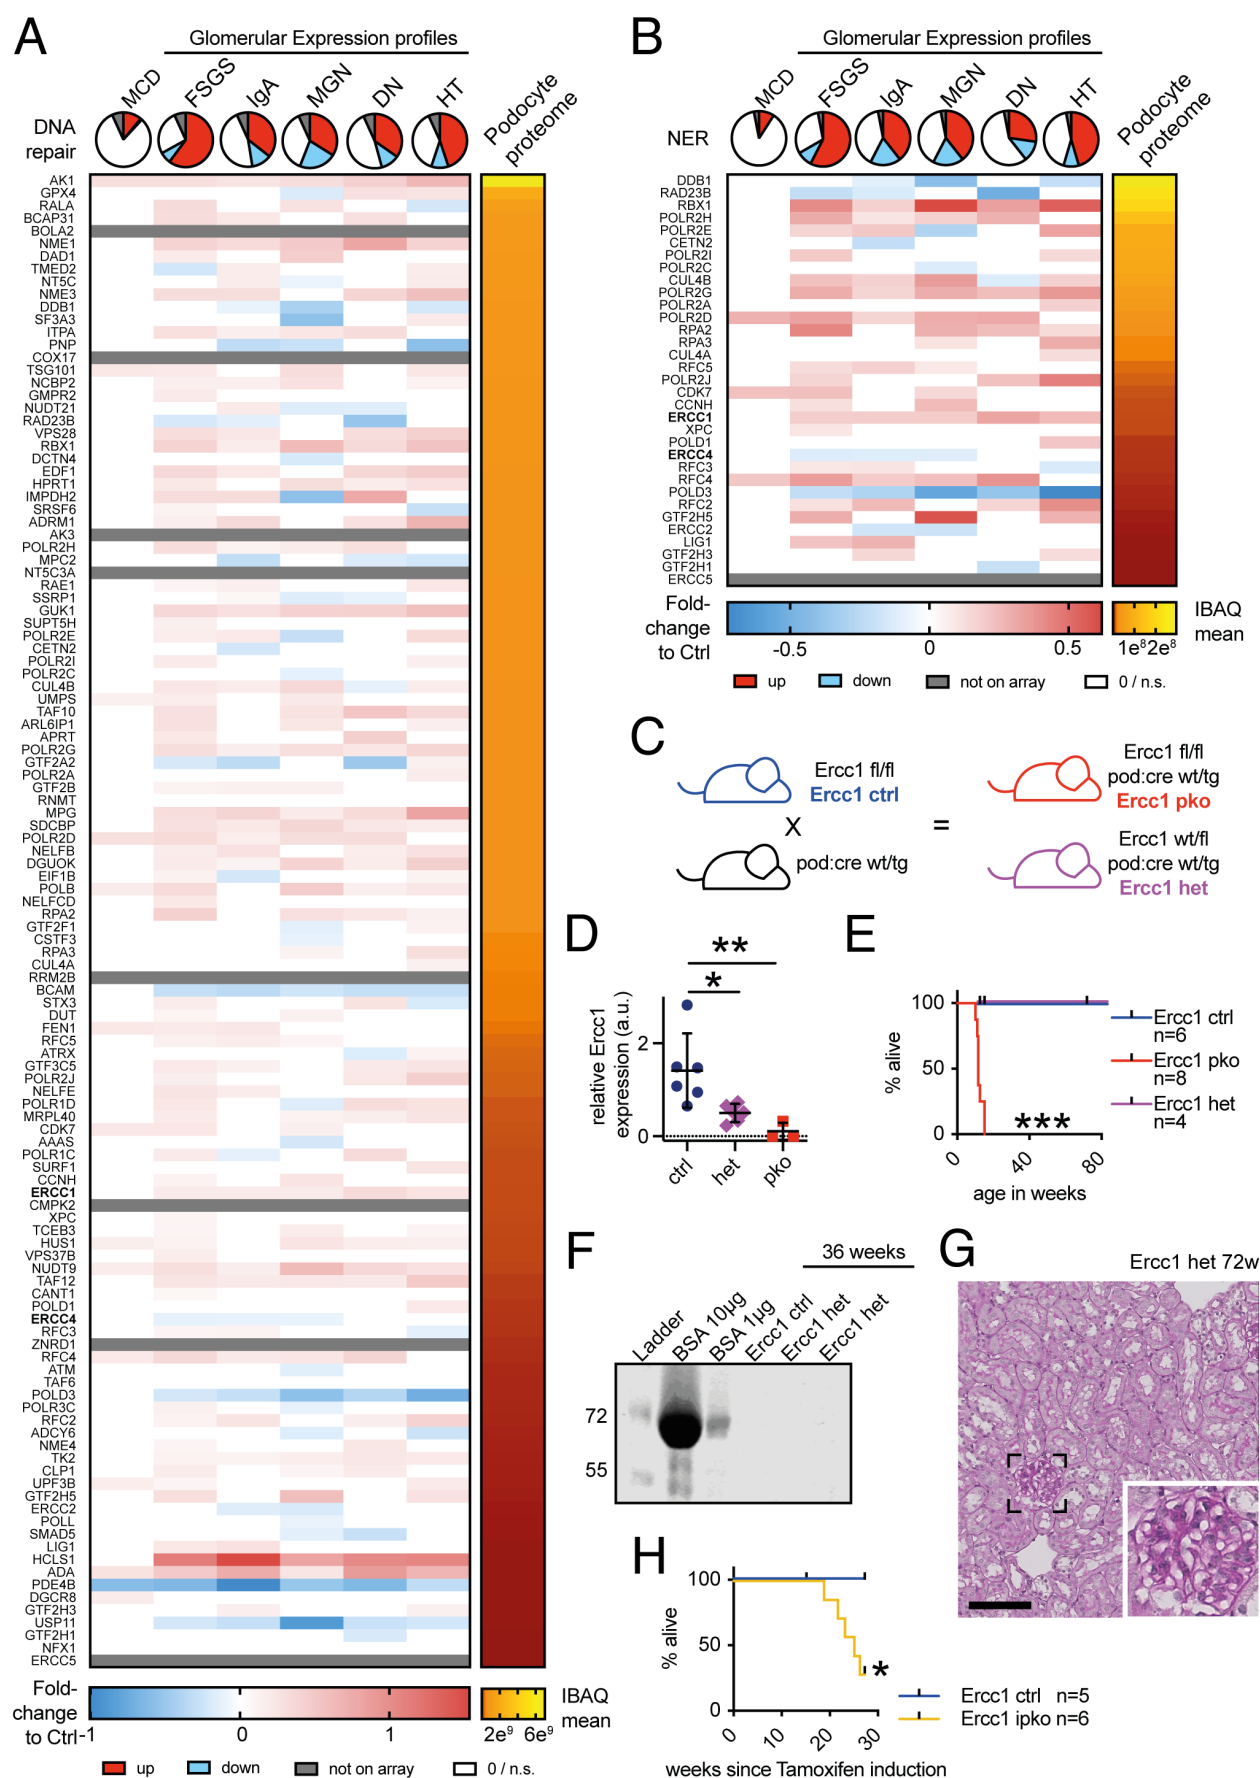 A
Glomerular Expression profiles
MCD
FSGS
IgA
MGN
DN
HT
Podocyte
proteome
DNA
repair
AK1
GPX4
RALA
BCAP31
BOLA2
NME1
DAD1
TMED2
NT5C
NME3
DDB1
SF3A3
ITPA
PNP
COX17
TSG101
NCBP2
GMPR2
NUDT21
RAD23B
VPS28
RBX1
DCTN4
EDF1
HPRT1
IMPDH2
SRSF6
ADRM1
AK3
POLR2H
MPC2
NT5C3A
RAE1
SSRP1
GUK1
SUPT5H
POLR2E
CETN2
POLR2I
POLR2C
CUL4B
UMPS
TAF10
ARL6IP1
APRT
POLR2G
GTF2A2
POLR2A
GTF2B
RNMT
MPG
SDCBP
POLR2D
NELFB
DGUOK
EIF1B
POLB
NELFCD
RPA2
GTF2F1
CSTF3
RPA3
CUL4A
RRM2B
BCAM
STX3
DUT
FEN1
RFC5
ATRX
GTF3C5
POLR2J
NELFE
POLR1D
MRPL40
CDK7
AAAS
POLR1C
SURF1
CCNH
ERCC1
CMPK2
XPC
TCEB3
HUS1
VPS37B
NUDT9
TAF12
CANT1
POLD1
ERCC4
RFC3
ZNRD1
RFC4
ATM
TAF6
POLD3
POLR3C
RFC2
ADCY6
NME4
TK2
CLP1
UPF3B
GTF2H5
ERCC2
POLL
SMAD5
LIG1
HCLS1
ADA
PDE4B
DGCR8
GTF2H3
USP11
GTF2H1
NFX1
ERCC5
Fold-
change
to Ctrl
-1 0 1
2e⁹ 6e⁹
IBAQ
mean
up down not on array 0 / n.s.
B
Glomerular Expression profiles
MCD
FSGS
IgA
MGN
DN
HT
Podocyte
proteome
NER
DDB1
RAD23B
RBX1
POLR2H
POLR2E
CETN2
POLR2I
POLR2C
CUL4B
POLR2G
POLR2A
POLR2D
RPA2
RPA3
CUL4A
RFC5
POLR2J
CDK7
CCNH
ERCC1
XPC
POLD1
ERCC4
RFC3
RFC4
POLD3
RFC2
GTF2H5
ERCC2
LIG1
GTF2H3
GTF2H1
ERCC5
Fold-
change
to Ctrl
-0.5 0 0.5
1e⁸2e⁸
IBAQ
mean
up down not on array 0 / n.s.
C
Ercc1 fl/fl
Ercc1 ctrl
X
pod:cre wt/tg
=
Ercc1 fl/fl
pod:cre wt/tg
Ercc1 pko
Ercc1 wt/fl
pod:cre wt/tg
Ercc1 het
D
relative Ercc1
expression (a.u.)
**
*
2
0
ctrl
het
pko
E
% alive
100
50
0
***
0 40 80
age in weeks
Ercc1 ctrl
n=6
Ercc1 pko
n=8
Ercc1 het
n=4
F
36 weeks
Ladder
BSA 10µg
BSA 1µg
Ercc1 ctrl
Ercc1 het
Ercc1 het
72
55
G
Ercc1 het 72w
H
% alive
100
50
0
*
0 10 20 30
weeks since Tamoxifen induction
Ercc1 ctrl n=5
Ercc1 ipko n=6